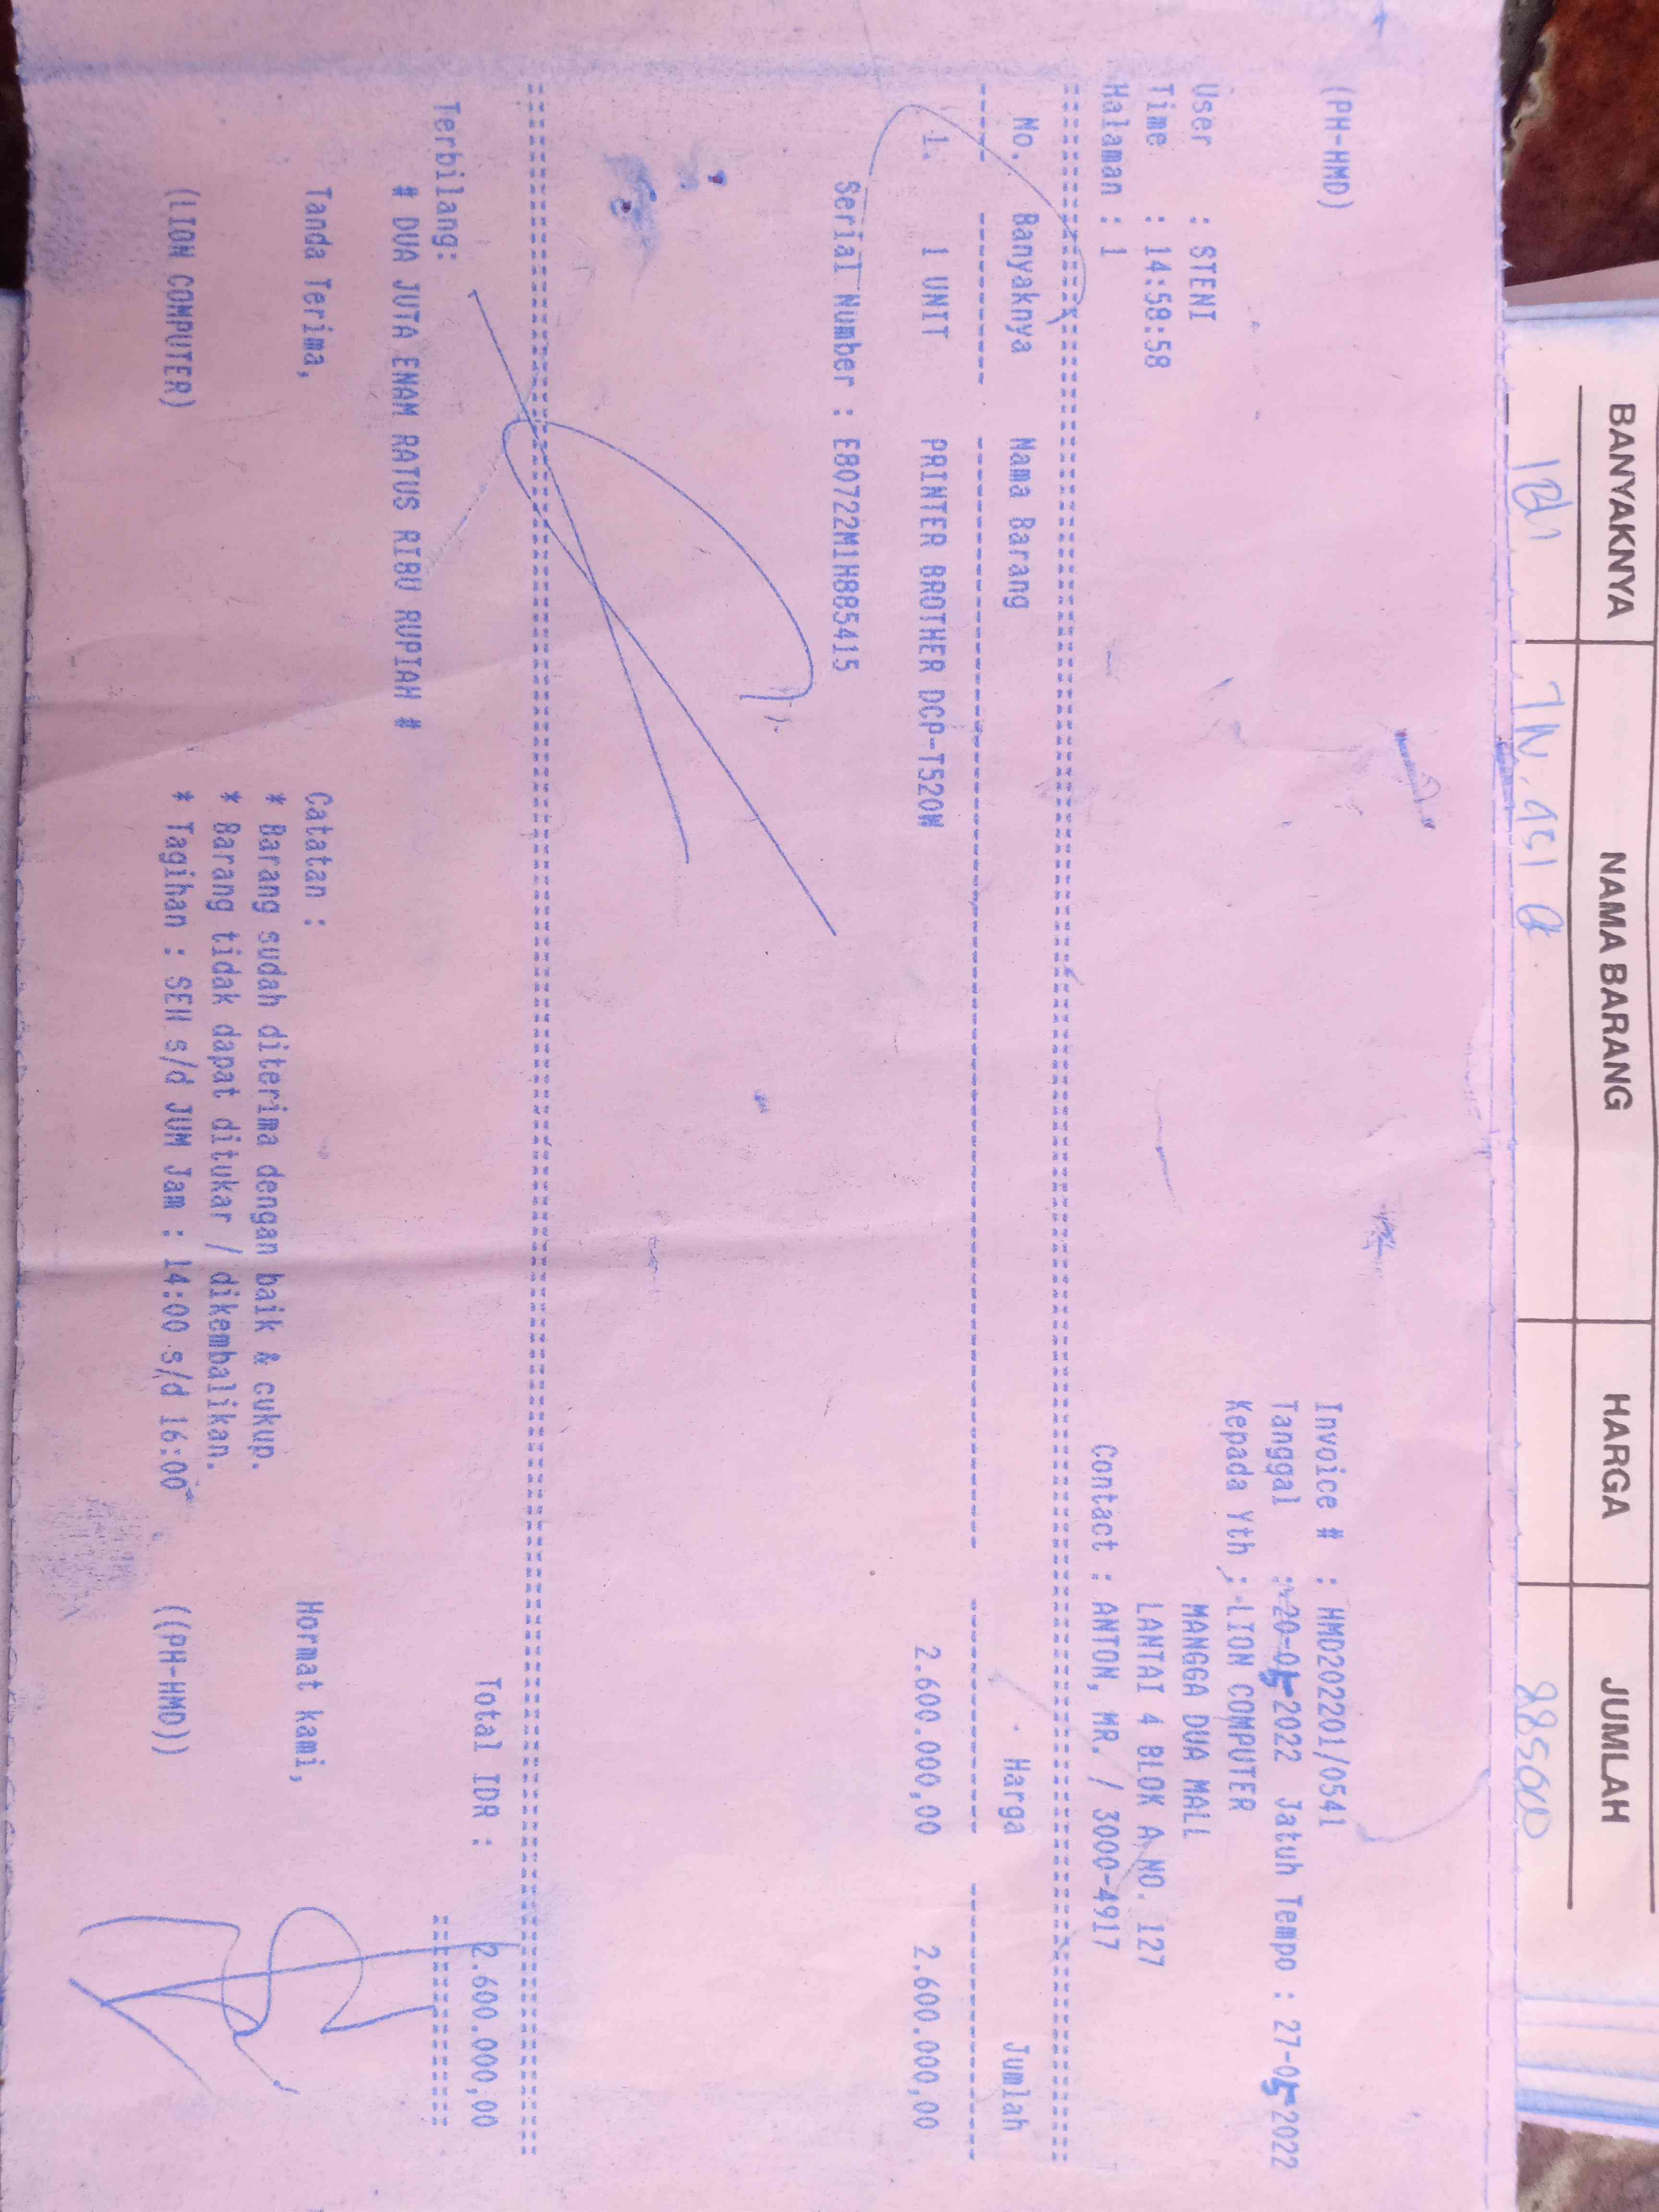 BANYAKNYA NAMA BARANG HARGA JUMLAH
(PH-HMD)
Invoice # : HMD202201/0541
Tanggal : 20-05-2022 Jatuh Tempo : 27-05-2022
User : STENI Kepada Yth : LION COMPUTER
Time : 14:58:58 MANGGA DUA MALL
Halaman : 1 LANTAI 4 BLOK A NO. 127
Contact : ANTON, MR. / 3000-4917
No. Banyaknya Nama Barang Harga Jumlah
1. 1 UNIT PRINTER BROTHER DCP-T520W 2.600.000,00 2.600.000,00
Serial Number : E80722M1H885415
Total IDR : 2.600.000,00
Terbilang:
# DUA JUTA ENAM RATUS RIBU RUPIAH #
Tanda Terima, Catatan : Hormat kami,
* Barang sudah diterima dengan baik & cukup.
* Barang tidak dapat ditukar / dikembalikan.
(LION COMPUTER) * Tagihan : SEN s/d JUM Jam : 14:00 s/d 16:00 ((PH-HMD))